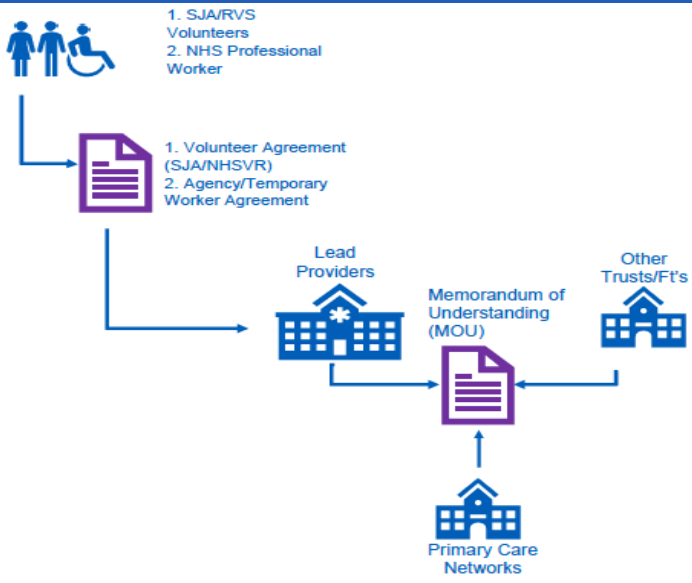 1. SJA/RVS
Volunteers
2. NHS Professional
Worker
1. Volunteer Agreement
(SJA/NHSVR)
2. Agency/Temporary
Worker Agreement
Lead
Providers
Memorandum of
Understanding
(MOU)
Other
Trusts/Ft's
Primary Care
Networks